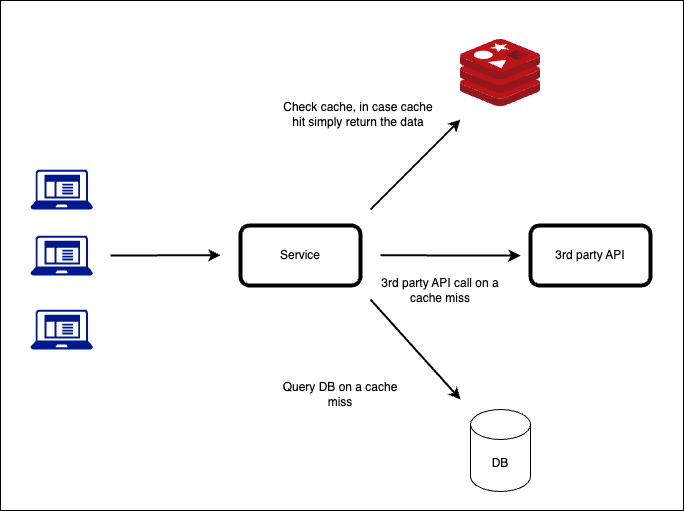 Check cache, in case cache
hit simply return the data
Service
3rd party API
3rd party API call on a
cache miss
Query DB on a cache
miss
DB